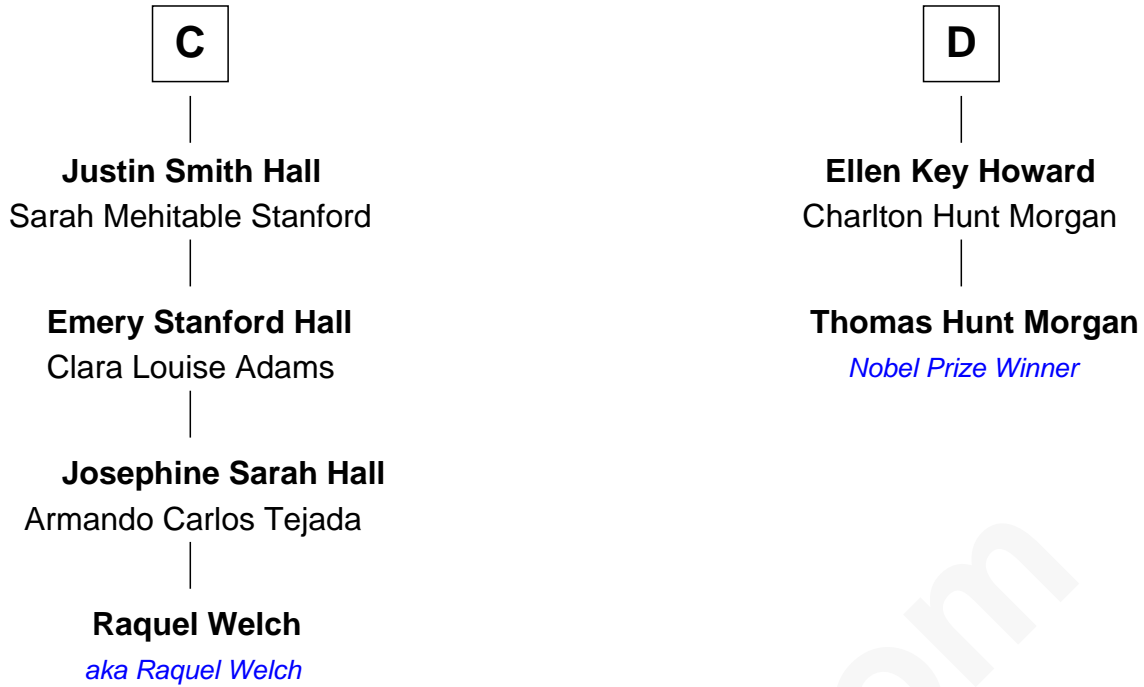 C
Justin Smith Hall
Sarah Mehitable Stanford
Emery Stanford Hall
Clara Louise Adams
Josephine Sarah Hall
Armando Carlos Tejada
Raquel Welch
aka Raquel Welch
D
Ellen Key Howard
Charlton Hunt Morgan
Thomas Hunt Morgan
Nobel Prize Winner
om